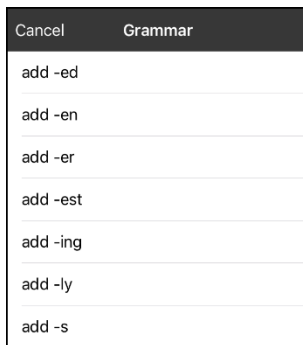 Cancel Grammar
add -ed
add -en
add -er
add -est
add -ing
add -ly
add -s